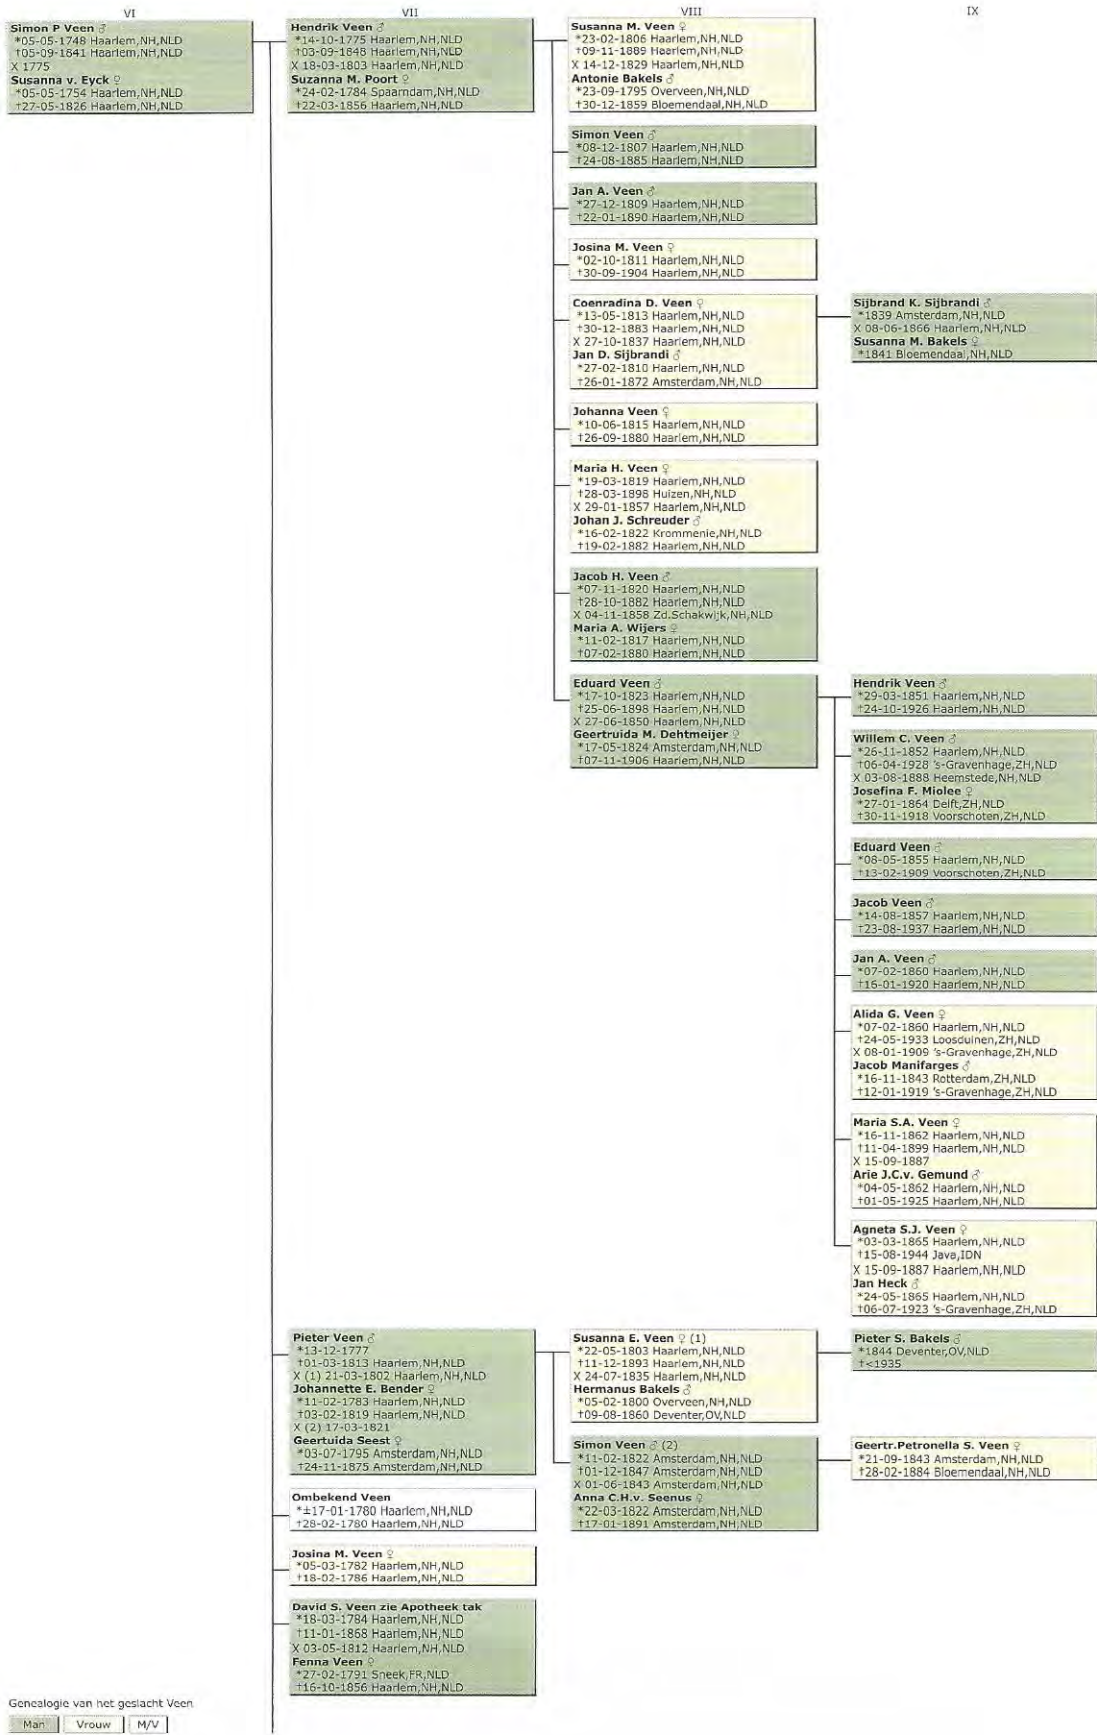 VI
VII
VIII
IX
Simon P Veen ♂
*05-05-1748 Haarlem,NH,NLD
†05-09-1841 Haarlem,NH,NLD
X 1775
Susanna v. Eyck ♀
*05-05-1754 Haarlem,NH,NLD
†27-05-1826 Haarlem,NH,NLD
Hendrik Veen ♂
*14-10-1775 Haarlem,NH,NLD
†03-09-1848 Haarlem,NH,NLD
X 18-03-1803 Haarlem,NH,NLD
Suzanna M. Poort ♀
*24-02-1784 Spaarndam,NH,NLD
†22-03-1856 Haarlem,NH,NLD
Susanna M. Veen ♀
*23-02-1806 Haarlem,NH,NLD
†09-11-1889 Haarlem,NH,NLD
X 14-12-1829 Haarlem,NH,NLD
Antonie Bakels ♂
*23-09-1795 Overveen,NH,NLD
†30-12-1859 Bloemendaal,NH,NLD
Simon Veen ♂
*08-12-1807 Haarlem,NH,NLD
†24-08-1885 Haarlem,NH,NLD
Jan A. Veen ♂
*27-12-1809 Haarlem,NH,NLD
†22-01-1890 Haarlem,NH,NLD
Josina M. Veen ♀
*02-10-1811 Haarlem,NH,NLD
†30-09-1904 Haarlem,NH,NLD
Coenradina D. Veen ♀
*13-05-1813 Haarlem,NH,NLD
†30-12-1883 Haarlem,NH,NLD
X 27-10-1837 Haarlem,NH,NLD
Jan D. Sijbrandi ♂
*27-02-1810 Haarlem,NH,NLD
†26-01-1872 Amsterdam,NH,NLD
Sijbrand K. Sijbrandi ♂
*1839 Amsterdam,NH,NLD
X 08-06-1866 Haarlem,NH,NLD
Susanna M. Bakels ♀
*1841 Bloemendaal,NH,NLD
Johanna Veen ♀
*10-06-1815 Haarlem,NH,NLD
†26-09-1880 Haarlem,NH,NLD
Maria H. Veen ♀
*19-03-1819 Haarlem,NH,NLD
†28-03-1898 Huizen,NH,NLD
X 29-01-1857 Haarlem,NH,NLD
Johan J. Schreuder ♂
*16-02-1822 Krommenie,NH,NLD
†19-02-1882 Haarlem,NH,NLD
Jacob H. Veen ♂
*07-11-1820 Haarlem,NH,NLD
†28-10-1882 Haarlem,NH,NLD
X 04-11-1858 Zd.Schakwijk,NH,NLD
Maria A. Wijers ♀
*11-02-1817 Haarlem,NH,NLD
†07-02-1880 Haarlem,NH,NLD
Eduard Veen ♂
*17-10-1823 Haarlem,NH,NLD
†25-06-1898 Haarlem,NH,NLD
X 27-06-1850 Haarlem,NH,NLD
Geertruida M. Dehtmeijer ♀
*17-05-1824 Amsterdam,NH,NLD
†07-11-1906 Haarlem,NH,NLD
Hendrik Veen ♂
*29-03-1851 Haarlem,NH,NLD
†24-10-1926 Haarlem,NH,NLD
Willem C. Veen ♂
*26-11-1852 Haarlem,NH,NLD
†06-04-1928 's-Gravenhage,ZH,NLD
X 03-08-1888 Heemstede,NH,NLD
Josefina F. Miolee ♀
*27-01-1864 Delft,ZH,NLD
†30-11-1918 Voorschoten,ZH,NLD
Eduard Veen ♂
*08-05-1855 Haarlem,NH,NLD
†13-02-1909 Voorschoten,ZH,NLD
Jacob Veen ♂
*14-08-1857 Haarlem,NH,NLD
†23-08-1937 Haarlem,NH,NLD
Jan A. Veen ♂
*07-02-1860 Haarlem,NH,NLD
†16-01-1920 Haarlem,NH,NLD
Alida G. Veen ♀
*07-02-1860 Haarlem,NH,NLD
†24-05-1933 Loosduinen,ZH,NLD
X 08-01-1909 's-Gravenhage,ZH,NLD
Jacob Manifarges ♂
*16-11-1843 Rotterdam,ZH,NLD
†12-01-1919 's-Gravenhage,ZH,NLD
Maria S.A. Veen ♀
*16-11-1862 Haarlem,NH,NLD
†11-04-1899 Haarlem,NH,NLD
X 15-09-1887
Arie J.C.v. Gemund ♂
*04-05-1862 Haarlem,NH,NLD
†01-05-1925 Haarlem,NH,NLD
Agneta S.J. Veen ♀
*03-03-1865 Haarlem,NH,NLD
†15-08-1944 Java,IDN
X 15-09-1887 Haarlem,NH,NLD
Jan Heck ♂
*24-05-1865 Haarlem,NH,NLD
†06-07-1923 's-Gravenhage,ZH,NLD
Pieter Veen ♂
*13-12-1777
†01-03-1813 Haarlem,NH,NLD
X (1) 21-03-1802 Haarlem,NH,NLD
Johannette E. Bender ♀
*11-02-1783 Haarlem,NH,NLD
†03-02-1819 Haarlem,NH,NLD
X (2) 17-03-1821
Geertuida Seest ♀
*03-07-1795 Amsterdam,NH,NLD
†24-11-1875 Amsterdam,NH,NLD
Susanna E. Veen ♀ (1)
*22-05-1803 Haarlem,NH,NLD
†11-12-1893 Haarlem,NH,NLD
X 24-07-1835 Haarlem,NH,NLD
Hermanus Bakels ♂
*05-02-1800 Overveen,NH,NLD
†09-08-1860 Deventer,OV,NLD
Pieter S. Bakels ♂
*1844 Deventer,OV,NLD
†<1935
Simon Veen ♂ (2)
*11-02-1822 Amsterdam,NH,NLD
†01-12-1847 Amsterdam,NH,NLD
X 01-06-1843 Amsterdam,NH,NLD
Anna C.H.v. Seenus ♀
*22-03-1822 Amsterdam,NH,NLD
†17-01-1891 Amsterdam,NH,NLD
Geertr.Petronella S. Veen ♀
*21-09-1843 Amsterdam,NH,NLD
†28-02-1884 Bloemendaal,NH,NLD
Ombekend Veen
*±17-01-1780 Haarlem,NH,NLD
†28-02-1780 Haarlem,NH,NLD
Josina M. Veen ♀
*05-03-1782 Haarlem,NH,NLD
†18-02-1786 Haarlem,NH,NLD
David S. Veen zie Apotheek tak
*18-03-1784 Haarlem,NH,NLD
†11-01-1868 Haarlem,NH,NLD
X 03-05-1812 Haarlem,NH,NLD
Fenna Veen ♀
*27-02-1791 Sneek,FR,NLD
†16-10-1856 Haarlem,NH,NLD
Genealogie van het geslacht Veen
Man Vrouw M/V